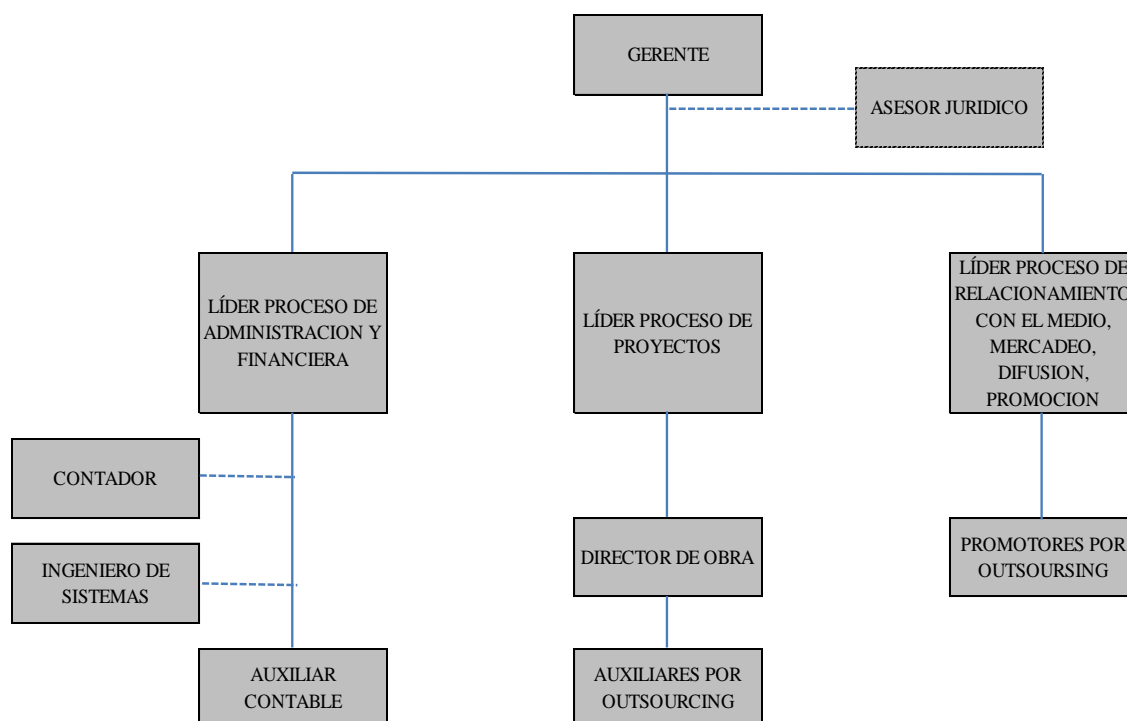 GERENTE
ASESOR JURIDICO
LÍDER PROCESO DE
ADMINISTRACION Y
FINANCIERA
LÍDER PROCESO DE
PROYECTOS
LÍDER PROCESO DE
RELACIONAMIENTO
CON EL MEDIO,
MERCADEO,
DIFUSION,
PROMOCION
CONTADOR
INGENIERO DE
SISTEMAS
DIRECTOR DE OBRA
PROMOTORES POR
OUTSOURSING
AUXILIAR
CONTABLE
AUXILIARES POR
OUTSOURCING